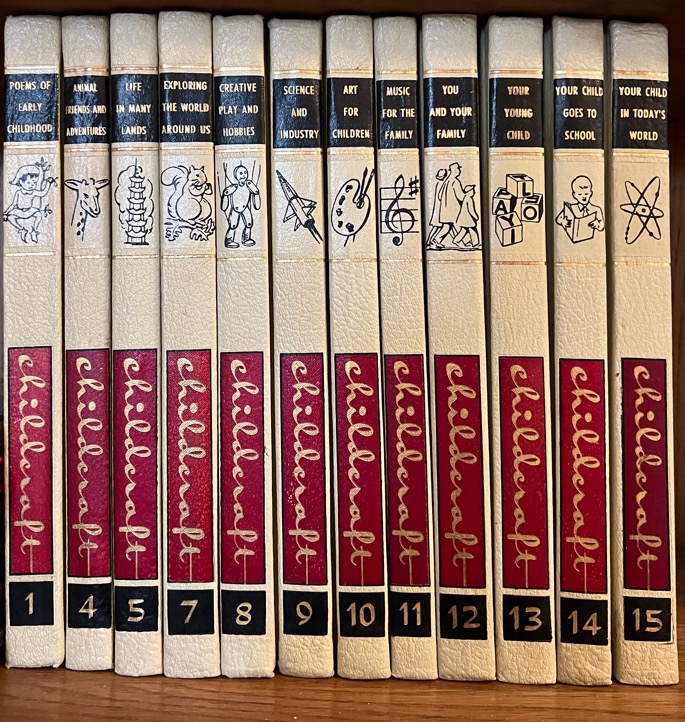 POEMS OF
EARLY
CHILDHOOD
childcraft
1
ANIMAL
FRIENDS AND
ADVENTURES
childcraft
4
LIFE
IN MANY
LANDS
childcraft
5
EXPLORING
THE WORLD
AROUND US
childcraft
7
CREATIVE
PLAY AND
HOBBIES
childcraft
8
SCIENCE
AND
INDUSTRY
childcraft
9
ART
FOR
CHILDREN
childcraft
10
MUSIC
FOR THE
FAMILY
childcraft
11
YOU
AND YOUR
FAMILY
childcraft
12
YOUR
YOUNG
CHILD
A
Y
I
O
childcraft
13
YOUR CHILD
GOES TO
SCHOOL
childcraft
14
YOUR CHILD
IN TODAY'S
WORLD
childcraft
15